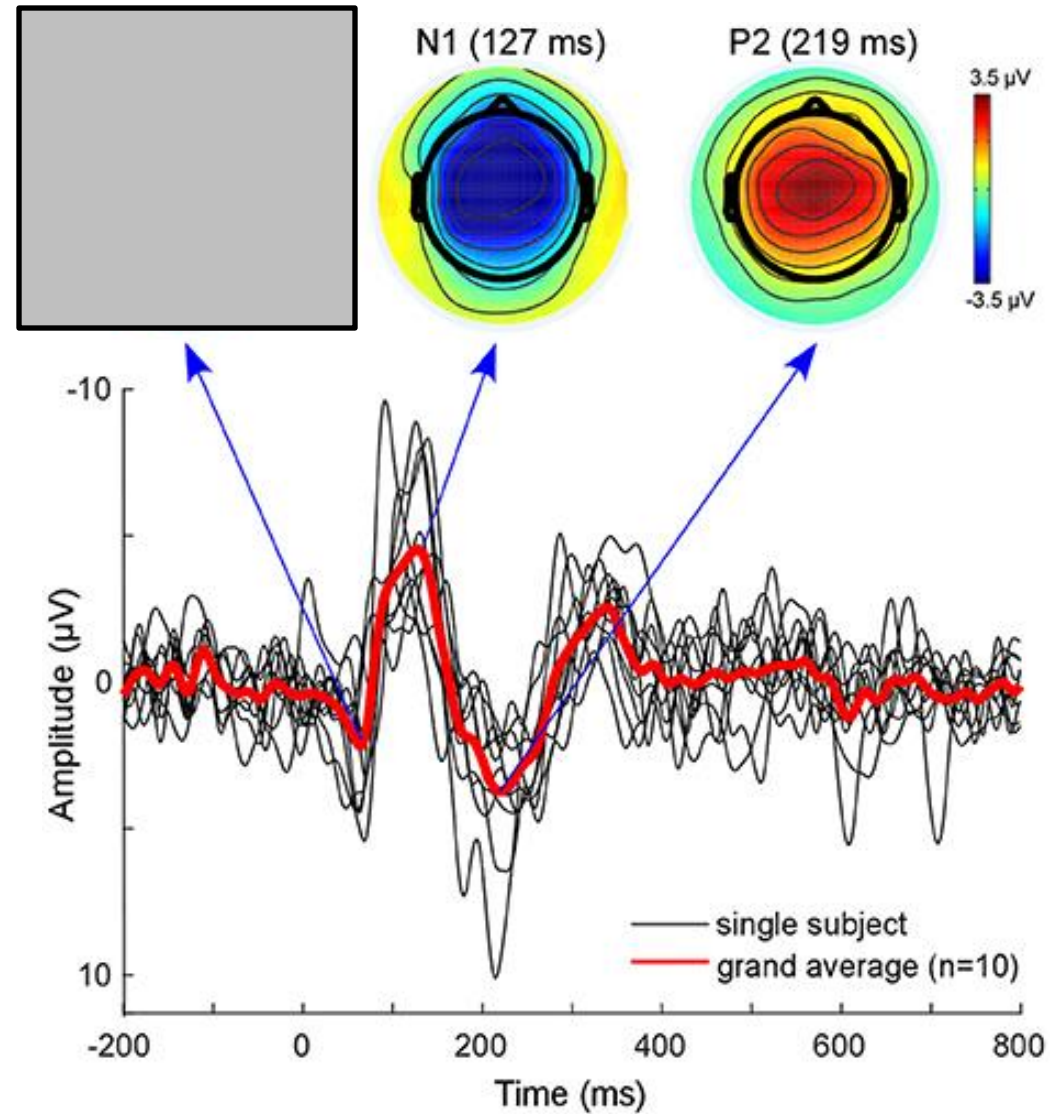 N1 (127 ms)
P2 (219 ms)
3.5 µV
-3.5 µV
-10
0
10
Amplitude (µV)
single subject
grand average (n=10)
-200
0
200
400
600
800
Time (ms)